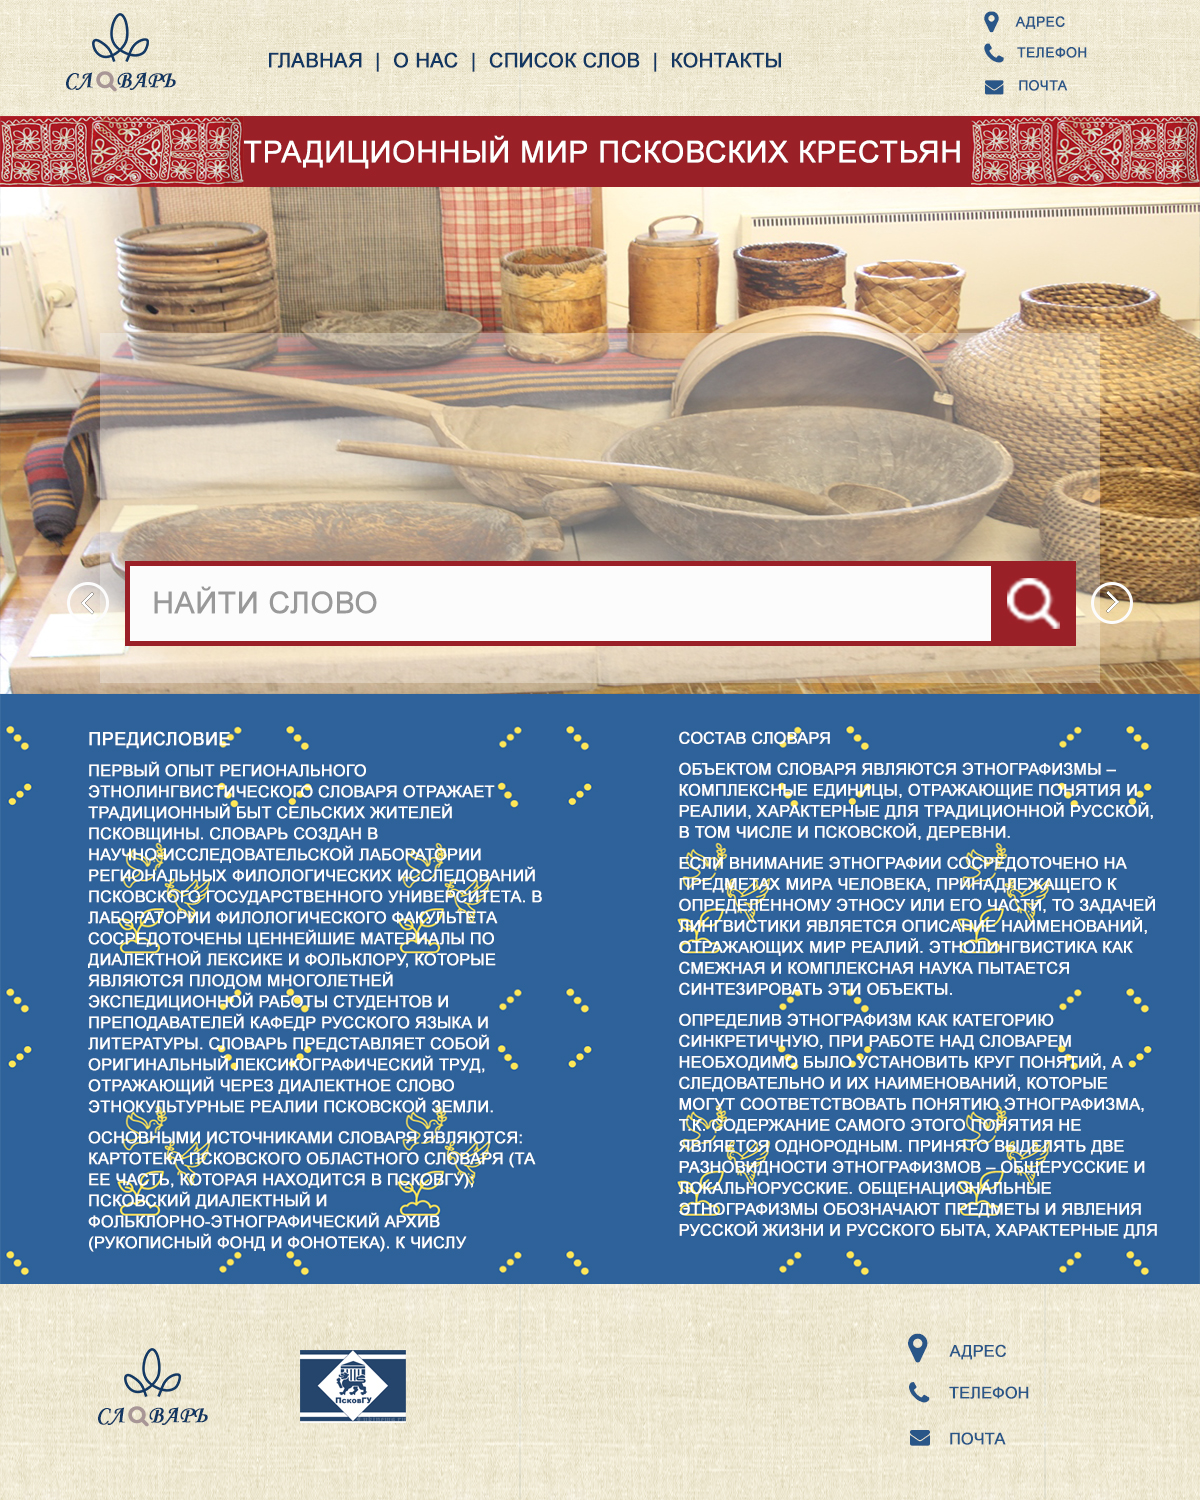 СЛОВАРЬ
ГЛАВНАЯ | О НАС | СПИСОК СЛОВ | КОНТАКТЫ
АДРЕС
ТЕЛЕФОН
ПОЧТА
ТРАДИЦИОННЫЙ МИР ПСКОВСКИХ КРЕСТЬЯН
НАЙТИ СЛОВО
ПРЕДИСЛОВИЕ
ПЕРВЫЙ ОПЫТ РЕГИОНАЛЬНОГО
ЭТНОЛИНГВИСТИЧЕСКОГО СЛОВАРЯ ОТРАЖАЕТ
ТРАДИЦИОННЫЙ БЫТ СЕЛЬСКИХ ЖИТЕЛЕЙ
ПСКОВЩИНЫ. СЛОВАРЬ СОЗДАН В
НАУЧНО-ИССЛЕДОВАТЕЛЬСКОЙ ЛАБОРАТОРИИ
РЕГИОНАЛЬНЫХ ФИЛОЛОГИЧЕСКИХ ИССЛЕДОВАНИЙ
ПСКОВСКОГО ГОСУДАРСТВЕННОГО УНИВЕРСИТЕТА. В
ЛАБОРАТОРИИ ФИЛОЛОГИЧЕСКОГО ФАКУЛЬТЕТА
СОСРЕДОТОЧЕНЫ ЦЕННЕЙШИЕ МАТЕРИАЛЫ ПО
ДИАЛЕКТНОЙ ЛЕКСИКЕ И ФОЛЬКЛОРУ, КОТОРЫЕ
ЯВЛЯЮТСЯ ПЛОДОМ МНОГОЛЕТНЕЙ
ЭКСПЕДИЦИОННОЙ РАБОТЫ СТУДЕНТОВ И
ПРЕПОДАВАТЕЛЕЙ КАФЕДР РУССКОГО ЯЗЫКА И
ЛИТЕРАТУРЫ. СЛОВАРЬ ПРЕДСТАВЛЯЕТ СОБОЙ
ОРИГИНАЛЬНЫЙ ЛЕКСИКОГРАФИЧЕСКИЙ ТРУД,
ОТРАЖАЮЩИЙ ЧЕРЕЗ ДИАЛЕКТНОЕ СЛОВО
ЭТНОКУЛЬТУРНЫЕ РЕАЛИИ ПСКОВСКОЙ ЗЕМЛИ.
ОСНОВНЫМИ ИСТОЧНИКАМИ СЛОВАРЯ ЯВЛЯЮТСЯ:
КАРТОТЕКА ПСКОВСКОГО ОБЛАСТНОГО СЛОВАРЯ (ТА
ЕЕ ЧАСТЬ, КОТОРАЯ НАХОДИТСЯ В ПСКОВГУ),
ПСКОВСКИЙ ДИАЛЕКТНЫЙ И
ФОЛЬКЛОРНО-ЭТНОГРАФИЧЕСКИЙ АРХИВ
(РУКОПИСНЫЙ ФОНД И ФОНОТЕКА). К ЧИСЛУ
СОСТАВ СЛОВАРЯ
ОБЪЕКТОМ СЛОВАРЯ ЯВЛЯЮТСЯ ЭТНОГРАФИЗМЫ –
КОМПЛЕКСНЫЕ ЕДИНИЦЫ, ОТРАЖАЮЩИЕ ПОНЯТИЯ И
РЕАЛИИ, ХАРАКТЕРНЫЕ ДЛЯ ТРАДИЦИОННОЙ РУССКОЙ,
В ТОМ ЧИСЛЕ И ПСКОВСКОЙ, ДЕРЕВНИ.
ЕСЛИ ВНИМАНИЕ ЭТНОГРАФИИ СОСРЕДОТОЧЕНО НА
ПРЕДМЕТАХ МИРА ЧЕЛОВЕКА, ПРИНАДЛЕЖАЩЕГО К
ОПРЕДЕЛЕННОМУ ЭТНОСУ ИЛИ ЕГО ЧАСТИ, ТО ЗАДАЧЕЙ
ЛИНГВИСТИКИ ЯВЛЯЕТСЯ ОПИСАНИЕ НАИМЕНОВАНИЙ,
ОТРАЖАЮЩИХ МИР РЕАЛИЙ. ЭТНОЛИНГВИСТИКА КАК
СМЕЖНАЯ И КОМПЛЕКСНАЯ НАУКА ПЫТАЕТСЯ
СИНТЕЗИРОВАТЬ ЭТИ ОБЪЕКТЫ.
ОПРЕДЕЛИВ ЭТНОГРАФИЗМ КАК КАТЕГОРИЮ
СИНКРЕТИЧНУЮ, ПРИ РАБОТЕ НАД СЛОВАРЕМ
НЕОБХОДИМО БЫЛО УСТАНОВИТЬ КРУГ ПОНЯТИЙ, А
СЛЕДОВАТЕЛЬНО И ИХ НАИМЕНОВАНИЙ, КОТОРЫЕ
МОГУТ СООТВЕТСТВОВАТЬ ПОНЯТИЮ ЭТНОГРАФИЗМА,
Т.К. СОДЕРЖАНИЕ САМОГО ЭТОГО ПОНЯТИЯ НЕ
ЯВЛЯЕТСЯ ОДНОРОДНЫМ. ПРИНЯТО ВЫДЕЛЯТЬ ДВЕ
РАЗНОВИДНОСТИ ЭТНОГРАФИЗМОВ – ОБЩЕРУССКИЕ И
ЛОКАЛЬНОРУССКИЕ. ОБЩЕНАЦИОНАЛЬНЫЕ
ЭТНОГРАФИЗМЫ ОБОЗНАЧАЮТ ПРЕДМЕТЫ И ЯВЛЕНИЯ
РУССКОЙ ЖИЗНИ И РУССКОГО БЫТА, ХАРАКТЕРНЫЕ ДЛЯ
СЛОВАРЬ
ПсковГУ
АДРЕС
ТЕЛЕФОН
ПОЧТА